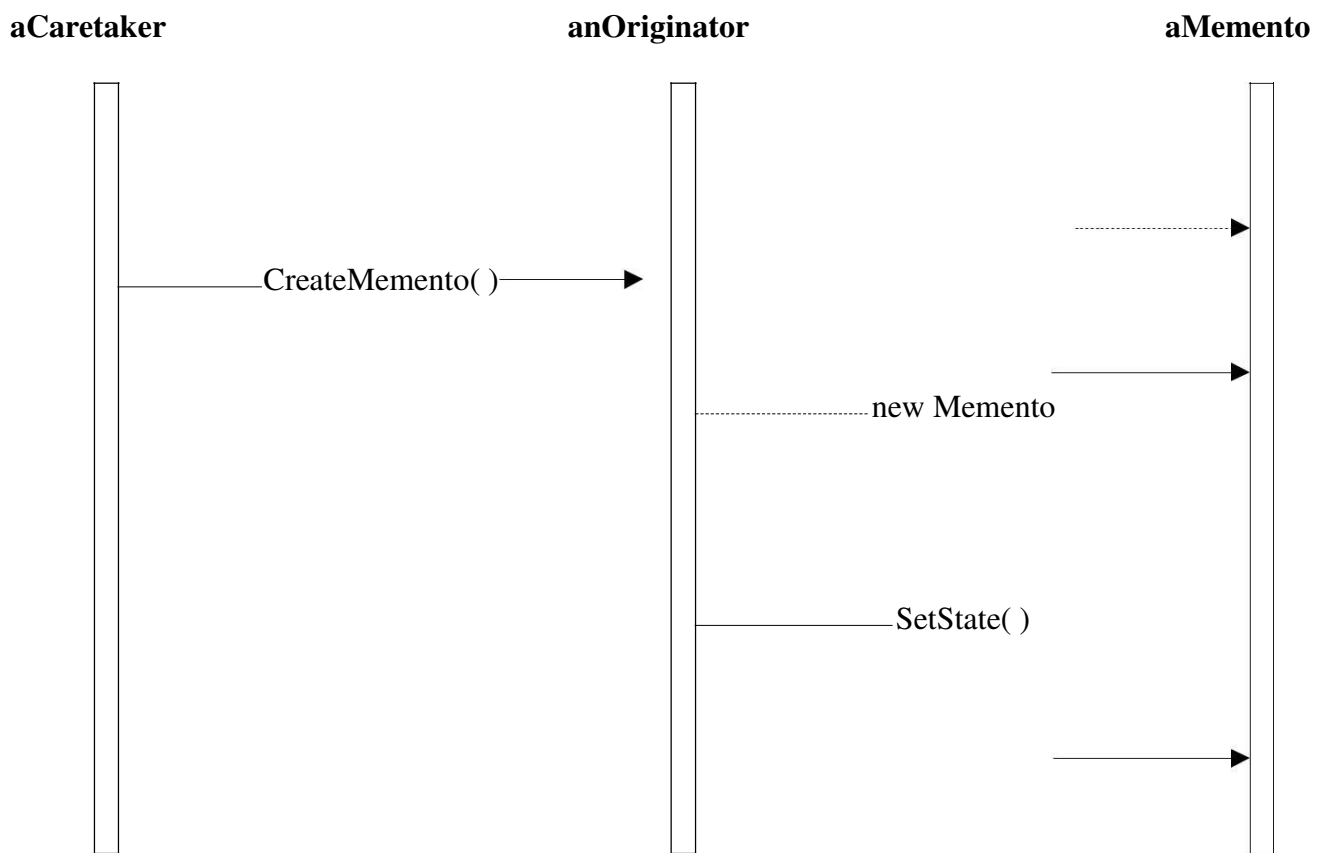 aCaretaker anOriginator aMemento
CreateMemento( )
new Memento
SetState( )